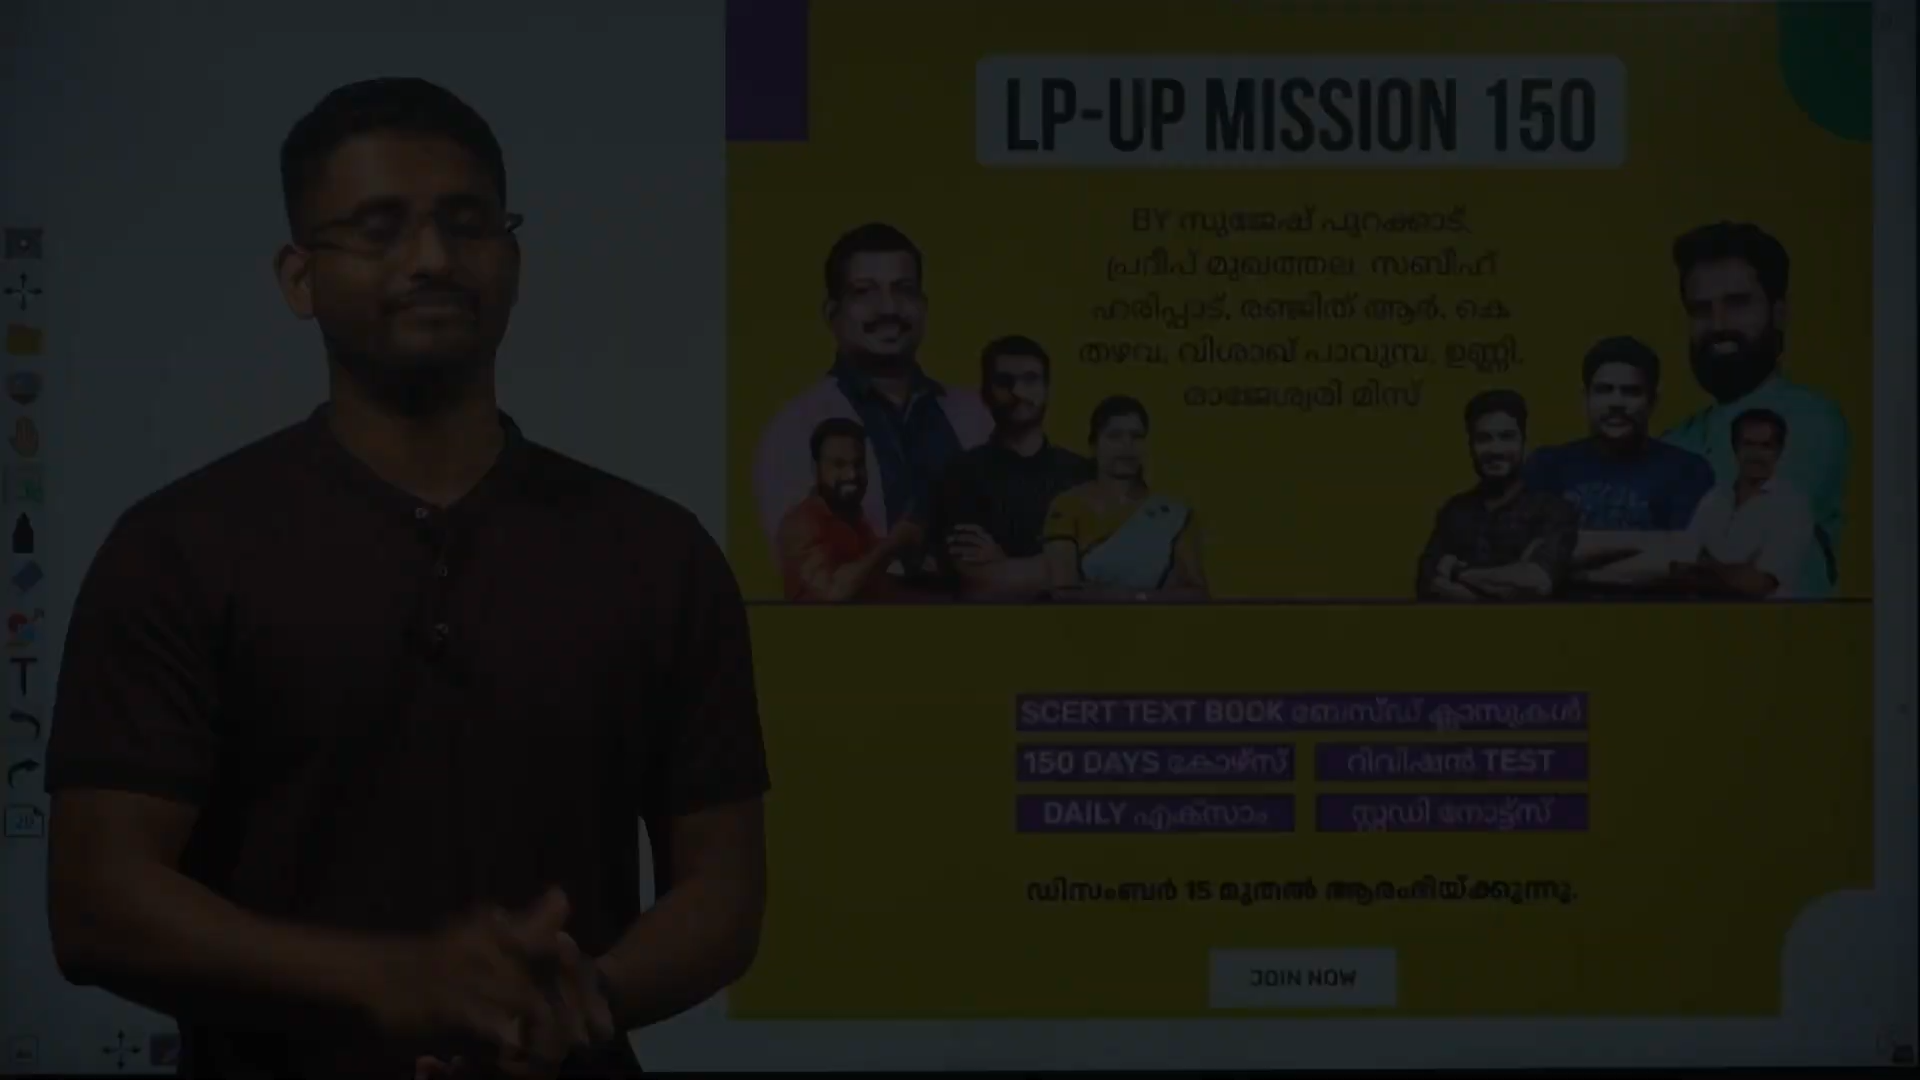 LP-UP MISSION 150
BY സുജേഷ് പുറക്കാട്,
പ്രദീപ് മുഖത്തല, സബീഹ്
ഹരിപ്പാട്, രഞ്ജിത് ആർ. കെ
തഴവ, വിശാഖ് പാവുമ്പ, ഉണ്ണി,
രാജേശ്വരി മിസ്
SCERT TEXT BOOK ബേസ്ഡ് ക്ലാസുകൾ
150 DAYS കോഴ്സ്
റിവിഷൻ TEST
DAILY എക്സാം
സ്റ്റഡി നോട്ട്സ്
ഡിസംബർ 15 മുതൽ ആരംഭിയ്ക്കുന്നു.
JOIN NOW